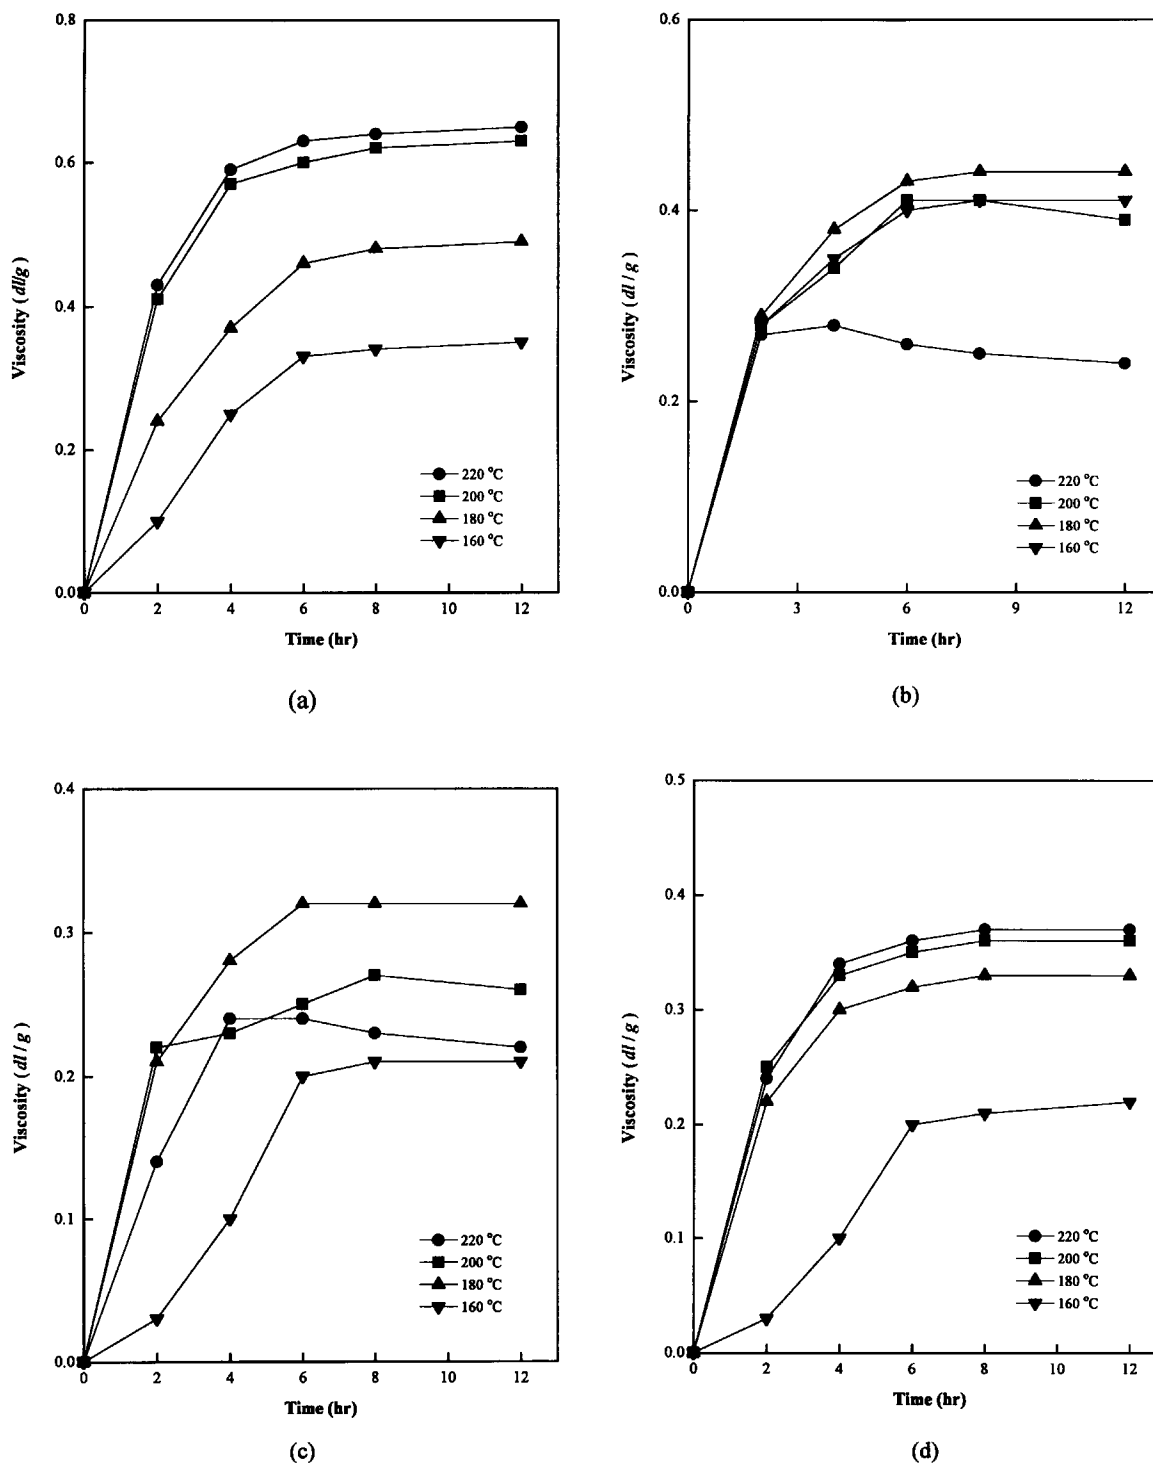 0.8
0.6
0.4
0.2
0.0
Viscosity ( dl/g )
220 °C
200 °C
180 °C
160 °C
0 2 4 6 8 10 12
Time (hr)
(a)
0.6
0.4
0.2
0.0
Viscosity ( dl / g )
220 °C
200 °C
180 °C
160 °C
0 3 6 9 12
Time (hr)
(b)
0.4
0.3
0.2
0.1
0.0
Viscosity ( dl / g )
220 °C
200 °C
180 °C
160 °C
0 2 4 6 8 10 12
Time (hr)
(c)
0.5
0.4
0.3
0.2
0.1
0.0
Viscosity ( dl / g )
220 °C
200 °C
180 °C
160 °C
0 2 4 6 8 10 12
Time (hr)
(d)